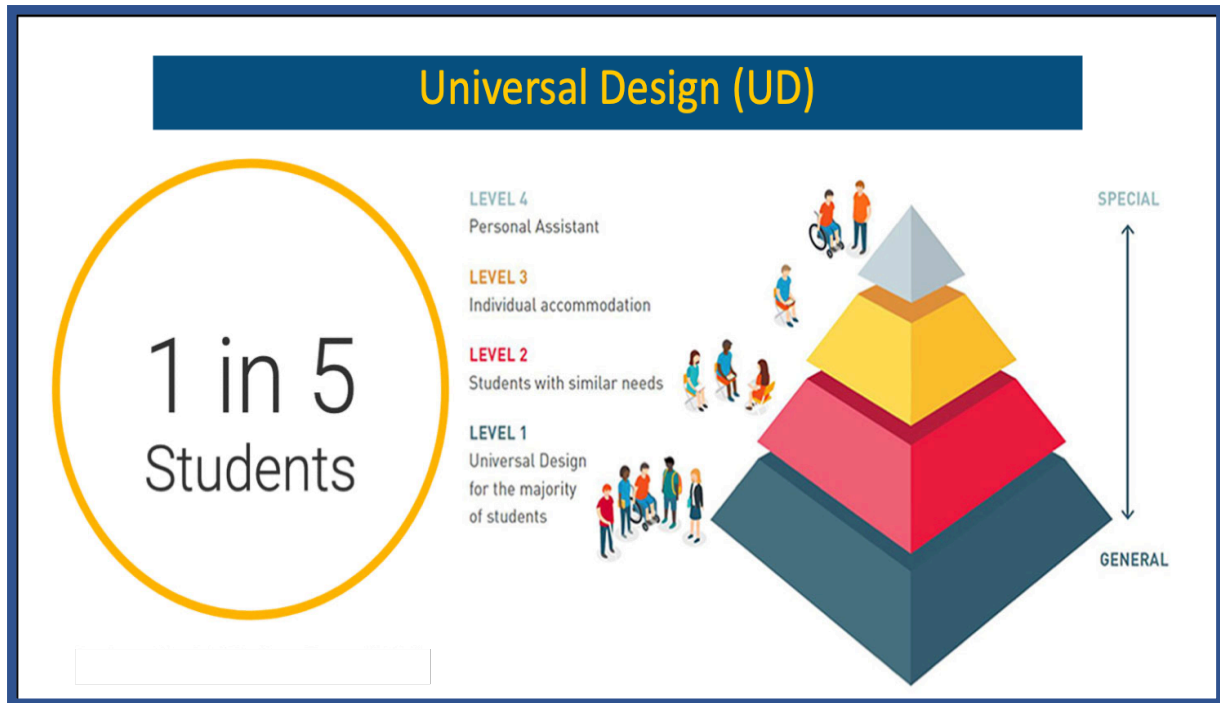 Universal Design (UD)
1 in 5
Students
LEVEL 4
Personal Assistant
LEVEL 3
Individual accommodation
LEVEL 2
Students with similar needs
LEVEL 1
Universal Design
for the majority
of students
SPECIAL
GENERAL